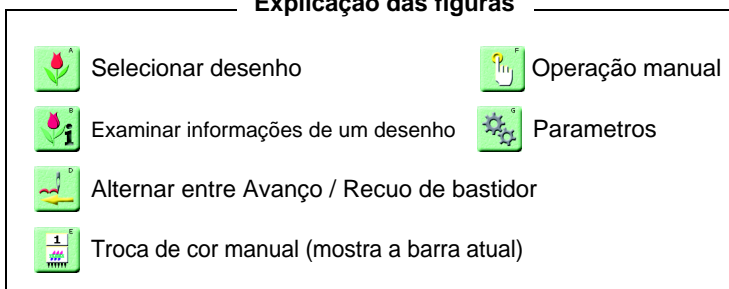 Explicação das figuras
A Selecionar desenho
F Operação manual
B i Examinar informações de um desenho
G Parametros
D Alternar entre Avanço / Recuo de bastidor
E 1 Troca de cor manual (mostra a barra atual)